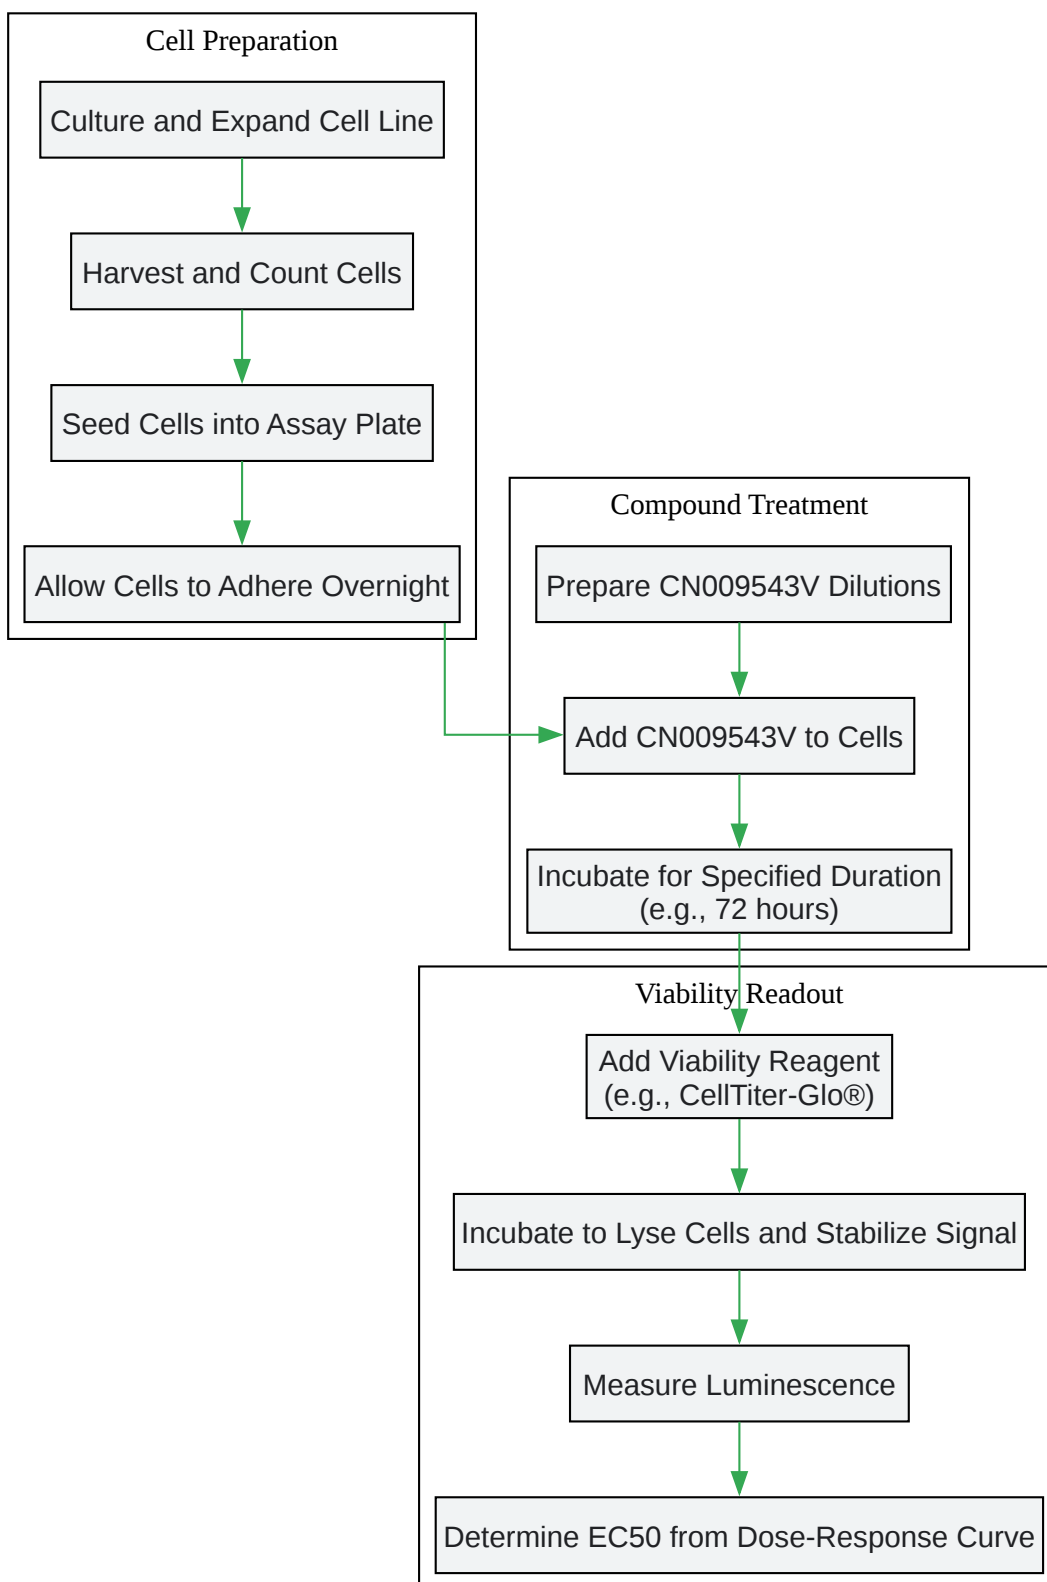 Cell Preparation
Culture and Expand Cell Line
Harvest and Count Cells
Seed Cells into Assay Plate
Allow Cells to Adhere Overnight
Compound Treatment
Prepare CN009543V Dilutions
Add CN009543V to Cells
Incubate for Specified Duration
(e.g., 72 hours)
Viability Readout
Add Viability Reagent
(e.g., CellTiter-Glo®)
Incubate to Lyse Cells and Stabilize Signal
Measure Luminescence
Determine EC50 from Dose-Response Curve